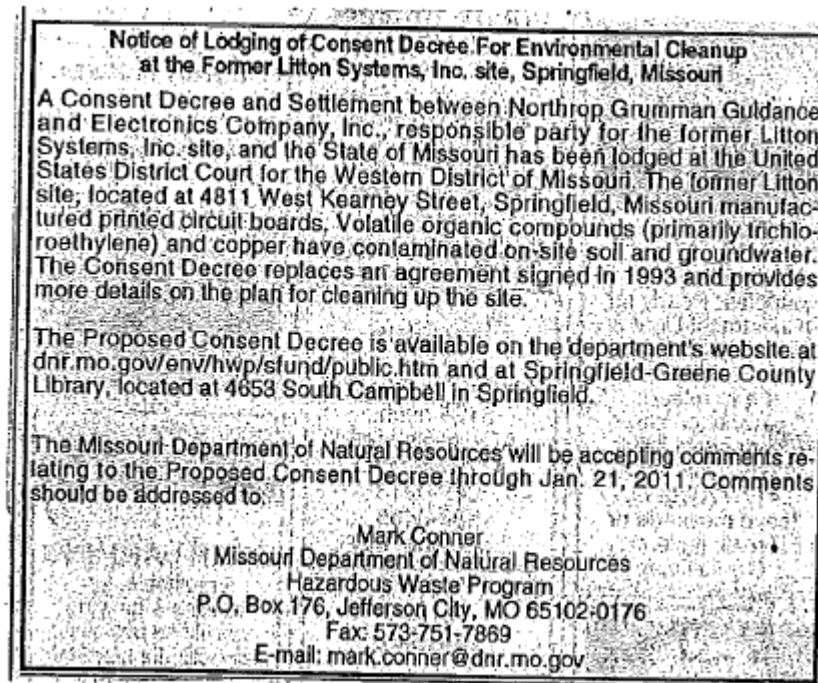 Notice of Lodging of Consent Decree For Environmental Cleanup
at the Former Litton Systems, Inc. site, Springfield, Missouri
A Consent Decree and Settlement between Northrop Grumman Guidance
and Electronics Company, Inc., responsible party for the former Litton
Systems, Inc. site, and the State of Missouri has been lodged at the United
States District Court for the Western District of Missouri. The former Litton
site, located at 4811 West Kearney Street, Springfield, Missouri manufac-
tured printed circuit boards. Volatile organic compounds (primarily trichlo-
roethylene) and copper have contaminated on-site soil and groundwater.
The Consent Decree replaces an agreement signed in 1993 and provides
more details on the plan for cleaning up the site.
The Proposed Consent Decree is available on the department's website at
dnr.mo.gov/env/hwp/sfund/public.htm and at Springfield-Greene County
Library, located at 4653 South Campbell in Springfield.
The Missouri Department of Natural Resources will be accepting comments re-
lating to the Proposed Consent Decree through Jan. 21, 2011. Comments
should be addressed to:
Mark Conner
Missouri Department of Natural Resources
Hazardous Waste Program
P.O. Box 176, Jefferson City, MO 65102-0176
Fax: 573-751-7869
E-mail: mark.conner@dnr.mo.gov